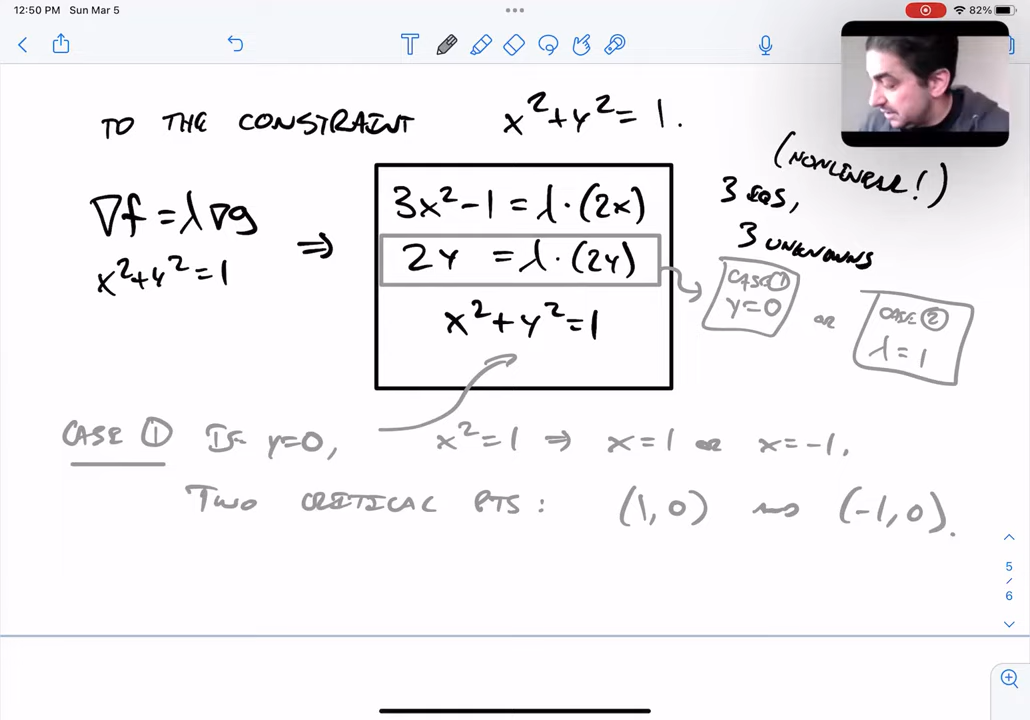 12:50 PM Sun Mar 5
82%
TO THE CONSTRAINT x²+y²=1.
(NONLINEAR!)
3 EQS,
3 UNKNOWNS
∇f = λ∇g
x²+y²=1
⇒
3x²-1 = λ·(2x)
2y = λ·(2y)
x²+y²=1
CASE ①
y=0
OR
CASE ②
λ=1
CASE ① IF y=0, x²=1 ⇒ x=1 OR x=-1.
TWO CRITICAL PTS: (1,0) AND (-1,0).
5
/
6